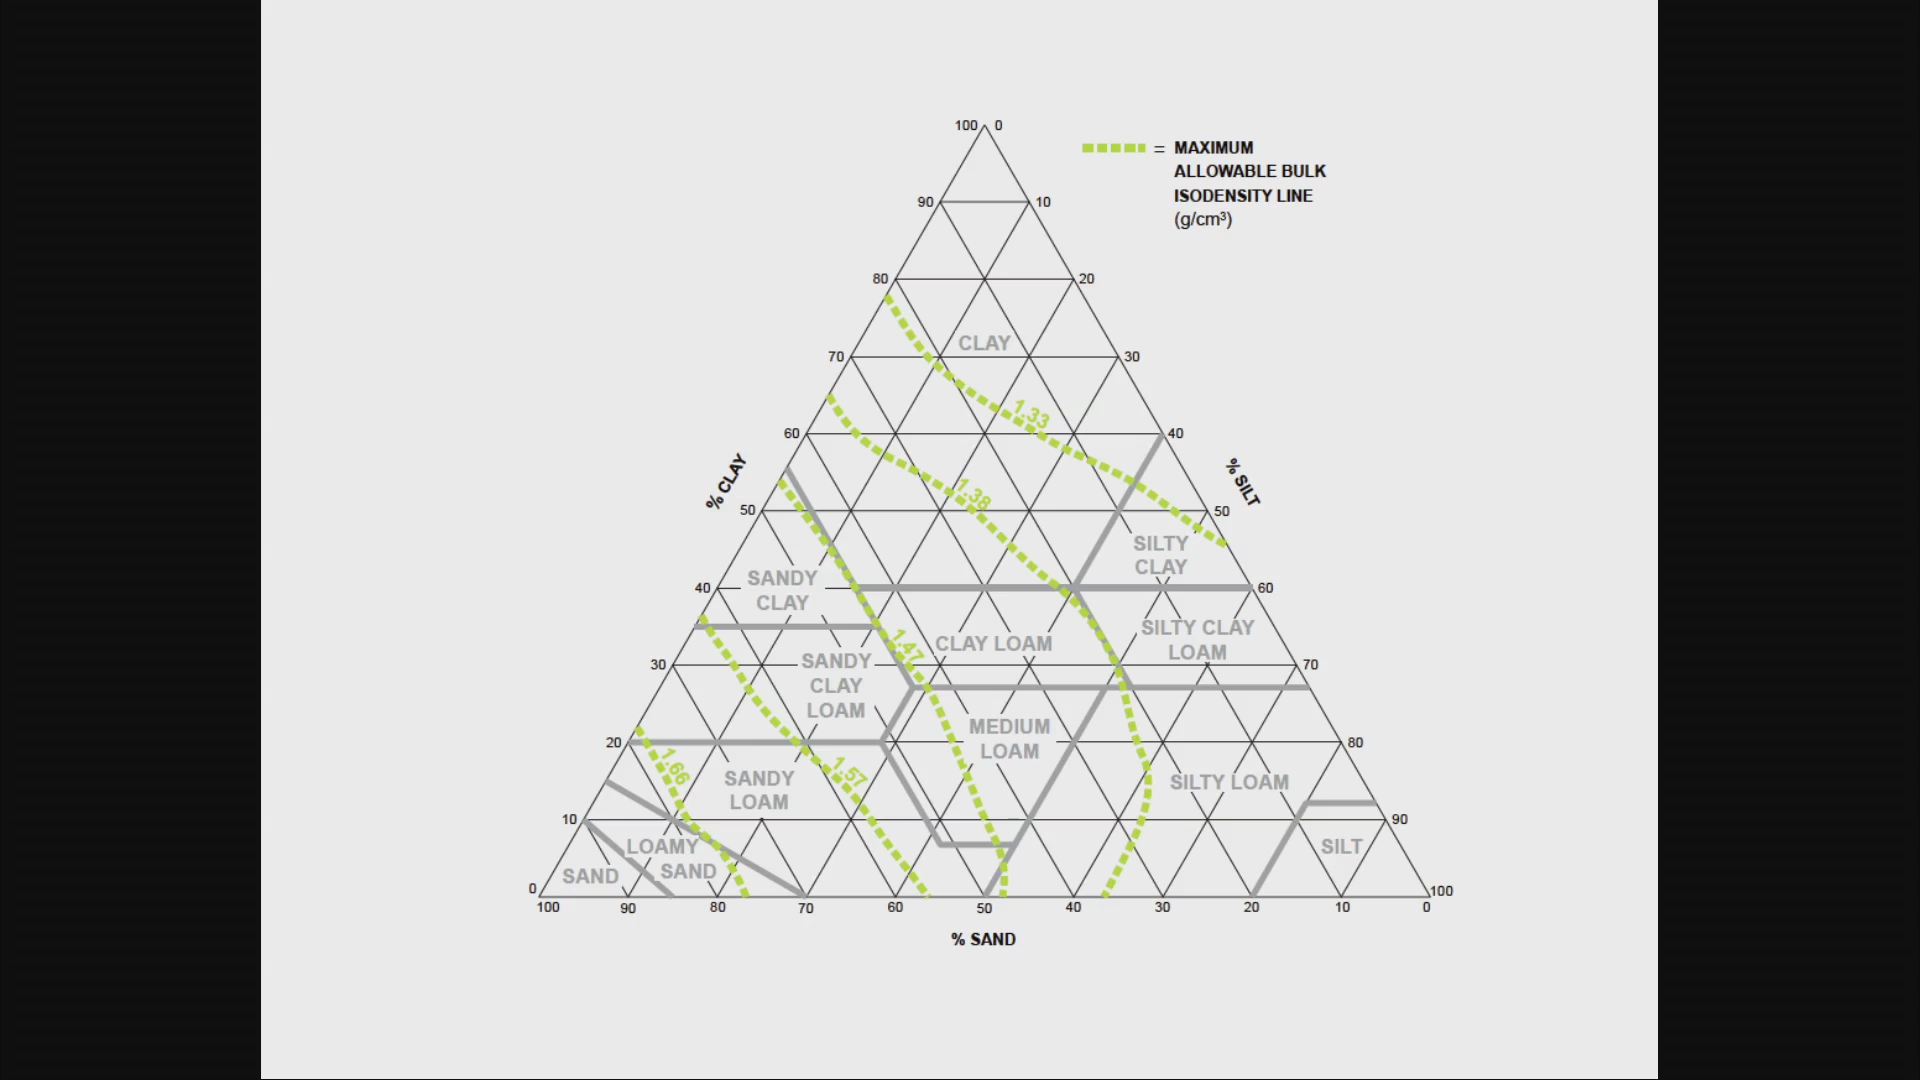 100 0
= MAXIMUM
ALLOWABLE BULK
ISODENSITY LINE
(g/cm³)
90 10
80 20
CLAY
70 30
1.33
60 40
% CLAY
% SILT
1.38
50 50
SILTY
CLAY
SANDY
CLAY
40 60
SILTY CLAY
LOAM
1.47
CLAY LOAM
30 70
SANDY
CLAY
LOAM
MEDIUM
LOAM
20 80
1.66
1.57
SANDY
LOAM
SILTY LOAM
10 90
LOAMY
SAND
SAND
SILT
0 100
100 90 80 70 60 50 40 30 20 10 0
% SAND